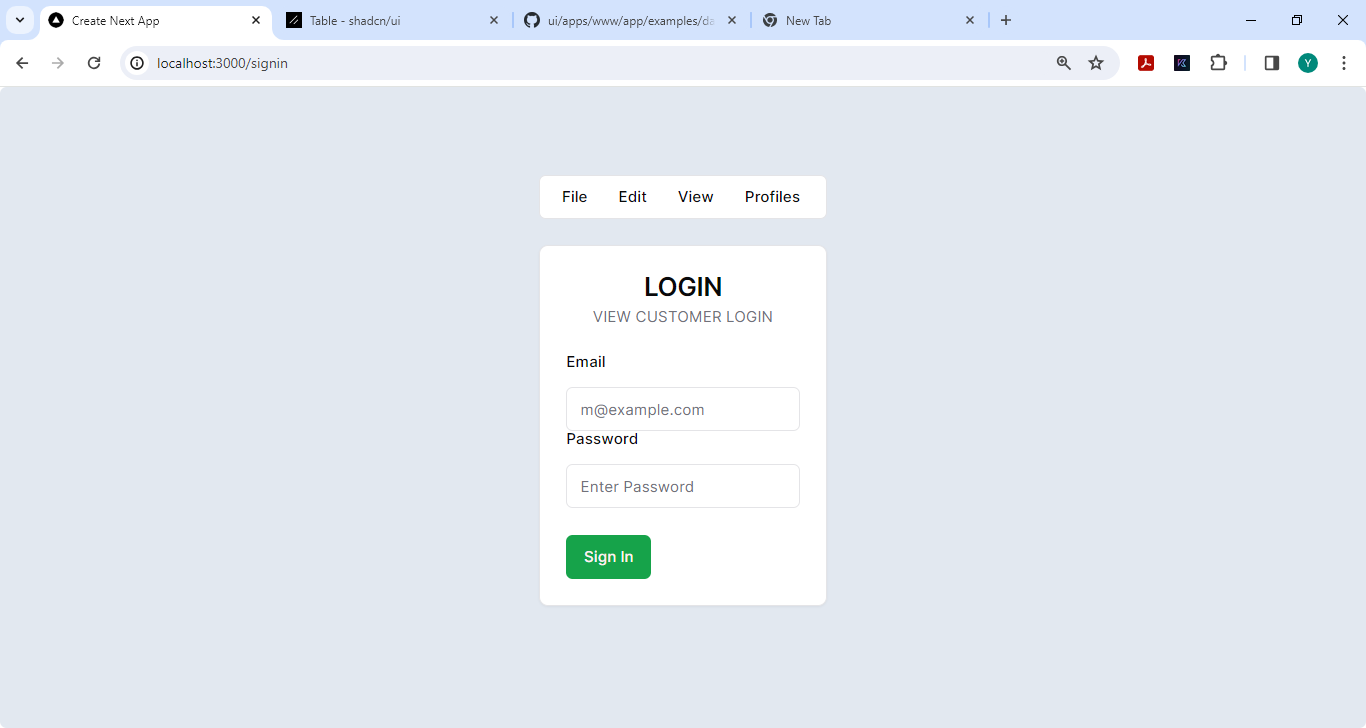 Create Next App
Table - shadcn/ui
ui/apps/www/app/examples/da
New Tab
localhost:3000/signin
Y
File Edit View Profiles
LOGIN
VIEW CUSTOMER LOGIN
Email
m@example.com
Password
Enter Password
Sign In